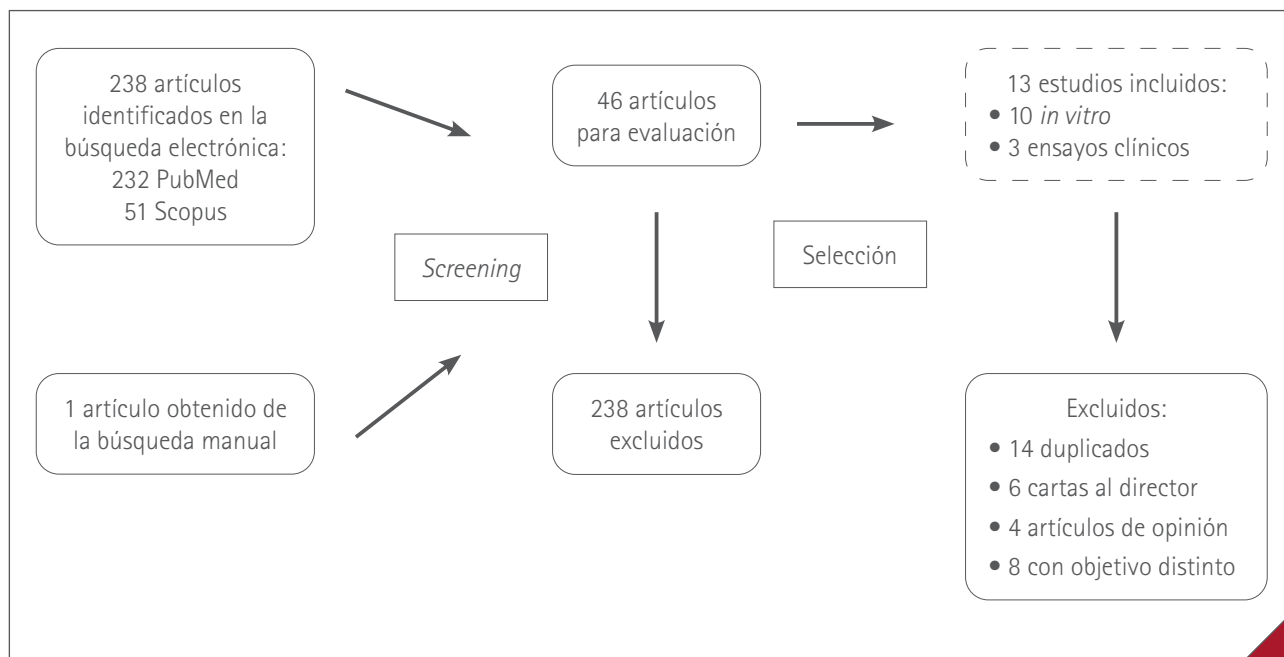 238 artículos
identificados en la
búsqueda electrónica:
232 PubMed
51 Scopus
1 artículo obtenido de
la búsqueda manual
Screening
46 artículos
para evaluación
238 artículos
excluidos
Selección
13 estudios incluidos:
• 10 in vitro
• 3 ensayos clínicos
Excluidos:
• 14 duplicados
• 6 cartas al director
• 4 artículos de opinión
• 8 con objetivo distinto